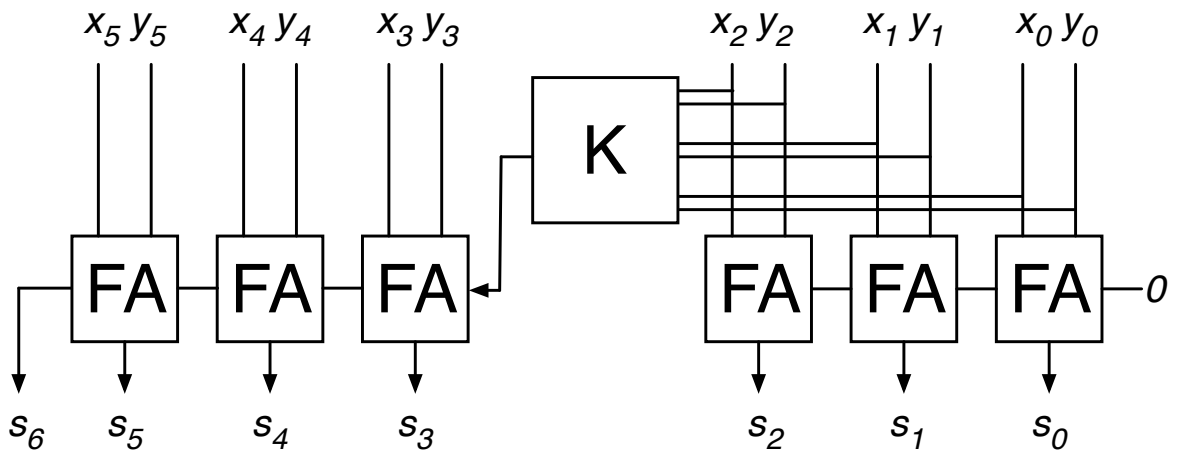 x5 y5 x4 y4 x3 y3 x2 y2 x1 y1 x0 y0
K
FA FA FA FA FA FA 0
s6 s5 s4 s3 s2 s1 s0